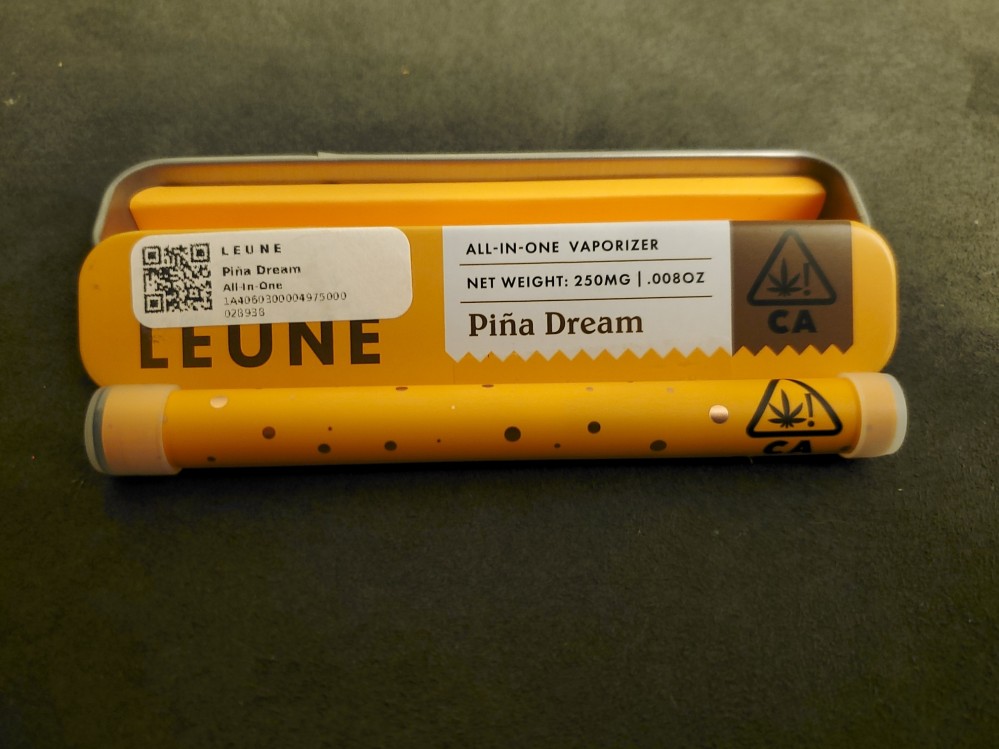 LEUNE
Piña Dream
All-In-One
1A4060300004975000
028938
LEUNE
ALL-IN-ONE VAPORIZER
NET WEIGHT: 250MG | .008OZ
Piña Dream
!
CA
!
CA